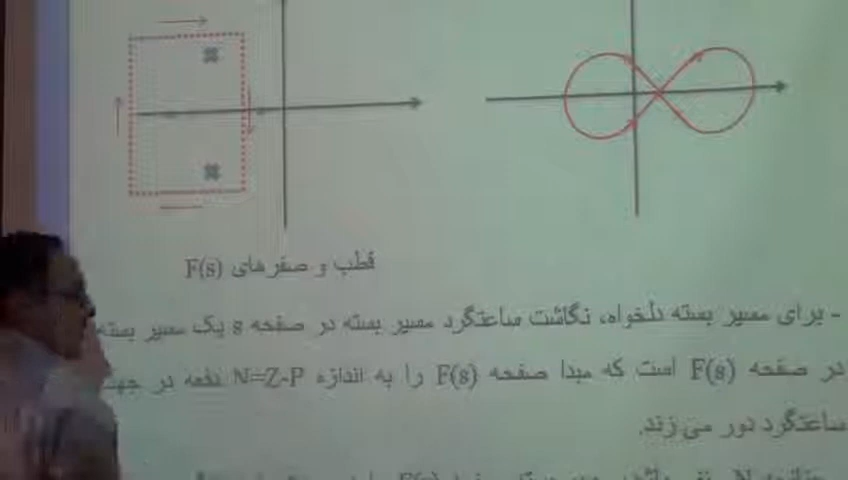 قطب و صفرهای F(s)
- برای مسیر بسته دلخواه، نگاشت ساعتگرد مسیر بسته در صفحه s یک مسیر بسته
در صفحه F(s) است که مبدا صفحه F(s) را به اندازه N=Z-P دفعه در جهت
ساعتگرد دور می زند.